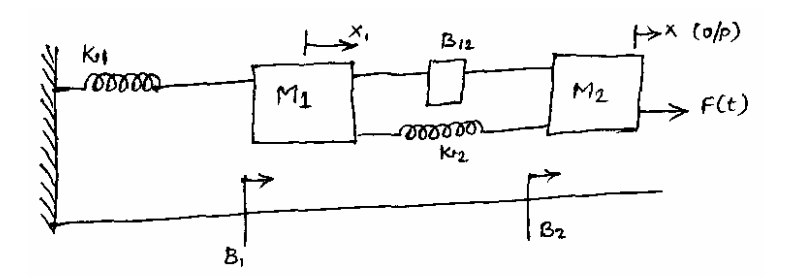 x₁
x (o/p)
K₁
B₁₂
M₁
M₂
F(t)
K₂
B₁
B₂